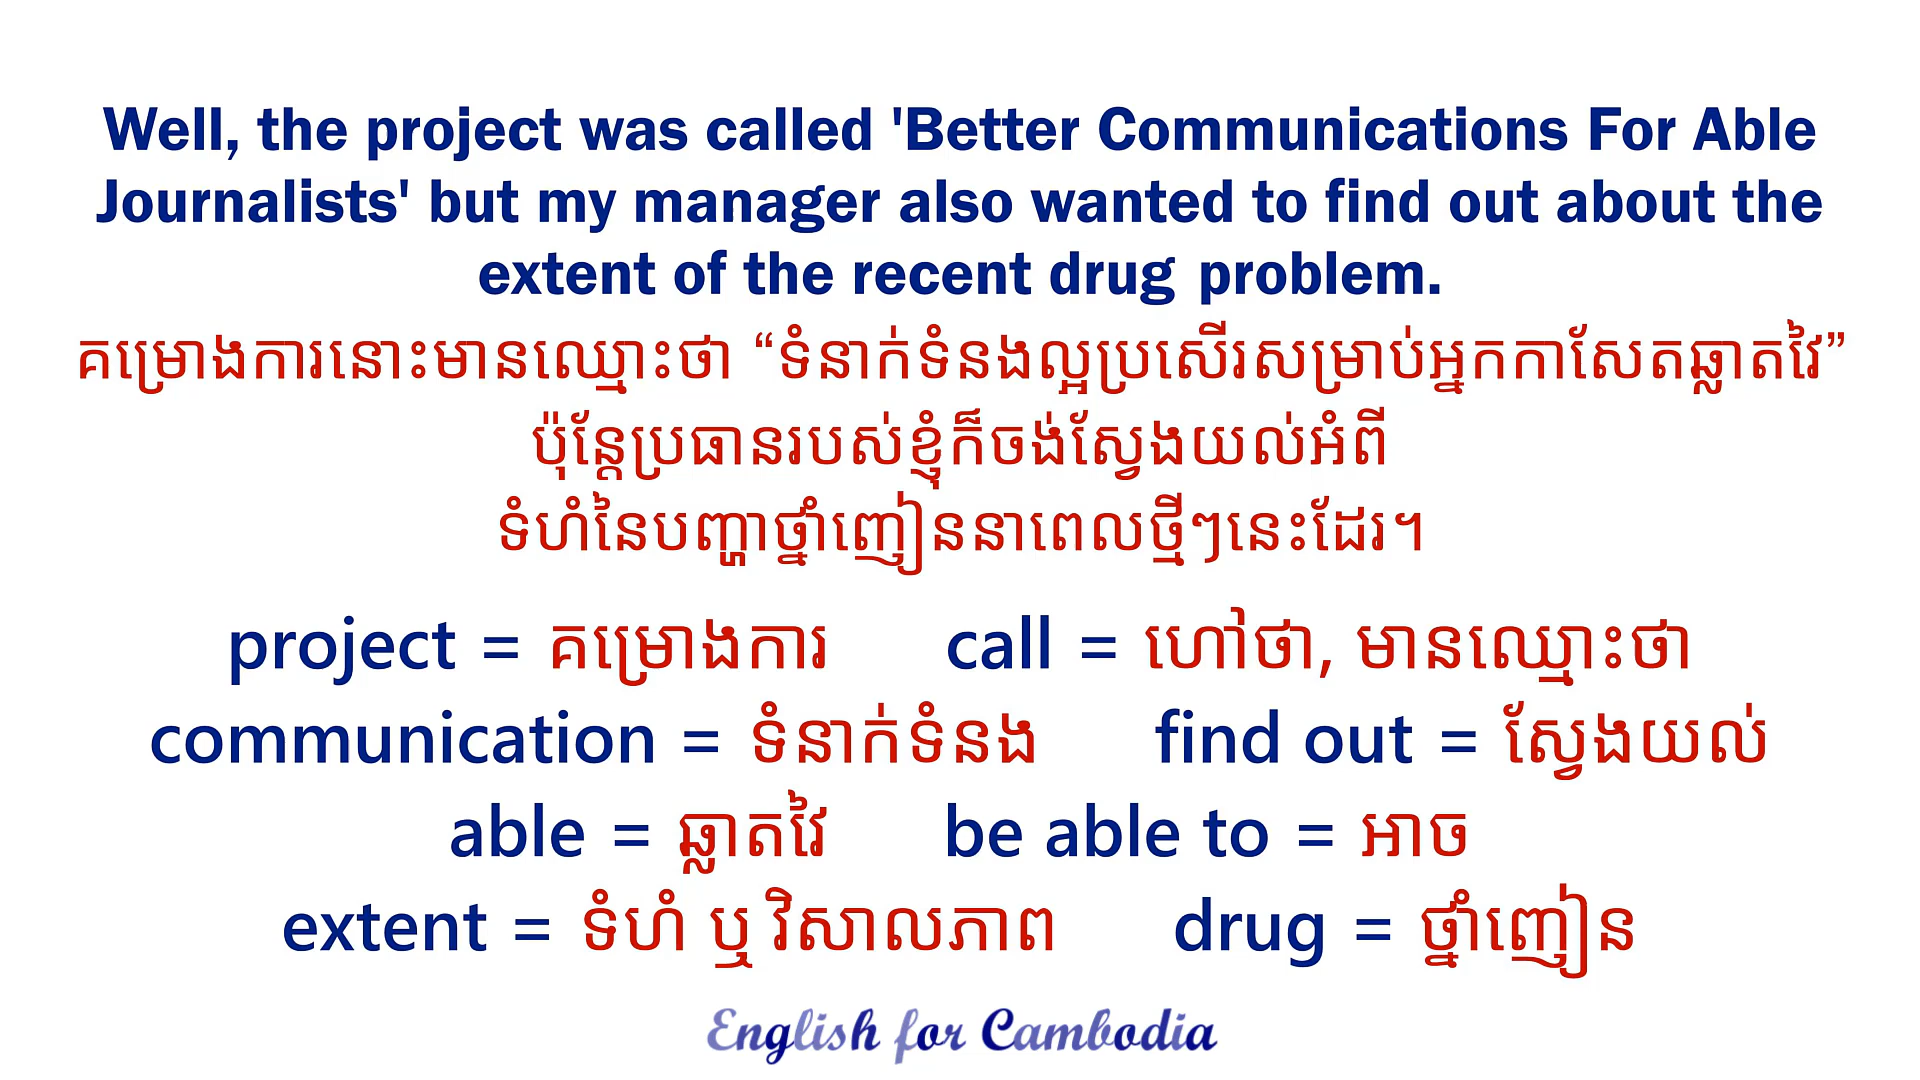 Well, the project was called 'Better Communications For Able
Journalists' but my manager also wanted to find out about the
extent of the recent drug problem.
គម្រោងការនោះមានឈ្មោះថា “ទំនាក់ទំនងល្អប្រសើរសម្រាប់អ្នកកាសែតឆ្លាតវៃ”
ប៉ុន្តែប្រធានរបស់ខ្ញុំក៏ចង់ស្វែងយល់អំពី
ទំហំនៃបញ្ហាថ្នាំញៀននាពេលថ្មីៗនេះដែរ។
project = គម្រោងការ call = ហៅថា, មានឈ្មោះថា
communication = ទំនាក់ទំនង find out = ស្វែងយល់
able = ឆ្លាតវៃ be able to = អាច
extent = ទំហំ ឬ វិសាលភាព drug = ថ្នាំញៀន
English for Cambodia